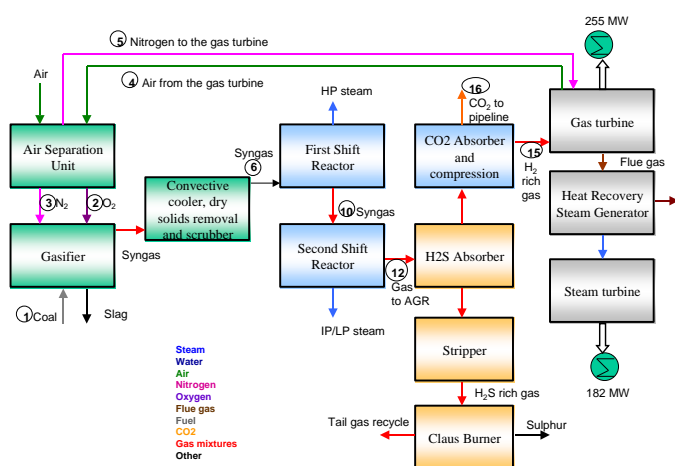 255 MW
5 Nitrogen to the gas turbine
Air
4 Air from the gas turbine
HP steam
16
CO2 to
pipeline
Air Separation
Unit
First Shift
Reactor
CO2 Absorber
and
compression
Gas turbine
Syngas
6
15
H2
rich
gas
Flue gas
3 N2
2 O2
Convective
cooler, dry
solids removal
and scrubber
10 Syngas
Heat Recovery
Steam Generator
Gasifier
Syngas
Second Shift
Reactor
12
Gas
to AGR
H2S Absorber
Steam turbine
1 Coal
Slag
IP/LP steam
Stripper
182 MW
Steam
Water
Air
Nitrogen
Oxygen
Flue gas
Fuel
CO2
Gas mixtures
Other
H2S rich gas
Tail gas recycle
Claus Burner
Sulphur